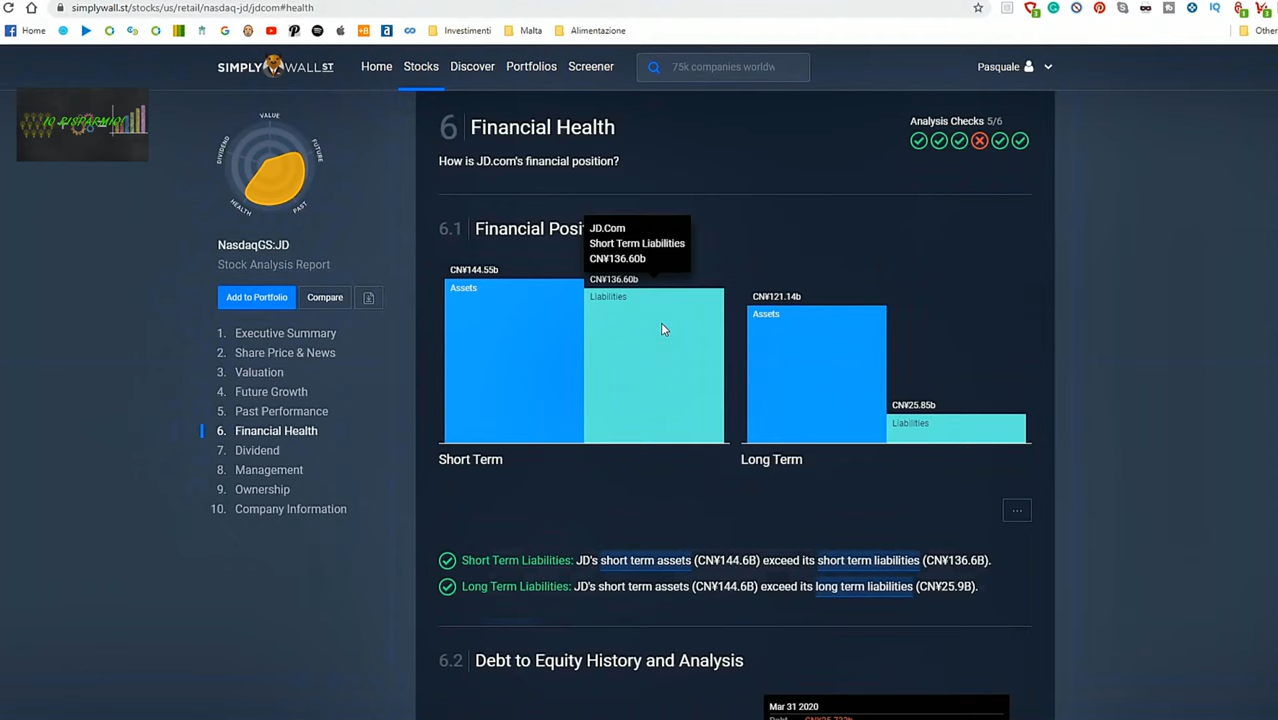 simplywall.st/stocks/us/retail/nasdaq-jd/jdcom#health
Home
Investimenti
Malta
Alimentazione
Other
SIMPLY WALL ST
Home
Stocks
Discover
Portfolios
Screener
75k companies worldw
Pasquale
IO RISPARMIO!
VALUE
FUTURE
PAST
HEALTH
DIVIDEND
NasdaqGS:JD
Stock Analysis Report
Add to Portfolio
Compare
1. Executive Summary
2. Share Price & News
3. Valuation
4. Future Growth
5. Past Performance
6. Financial Health
7. Dividend
8. Management
9. Ownership
10. Company Information
6 Financial Health
Analysis Checks 5/6
How is JD.com's financial position?
6.1 Financial Posi
JD.Com
Short Term Liabilities
CN¥136.60b
CN¥144.55b
Assets
CN¥136.60b
Liabilities
Short Term
CN¥121.14b
Assets
CN¥25.85b
Liabilities
Long Term
...
Short Term Liabilities: JD's short term assets (CN¥144.6B) exceed its short term liabilities (CN¥136.6B).
Long Term Liabilities: JD's short term assets (CN¥144.6B) exceed its long term liabilities (CN¥25.9B).
6.2 Debt to Equity History and Analysis
Mar 31 2020